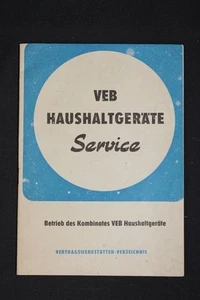 VEB
HAUSHALTGERÄTE
Service
Betrieb des Kombinates VEB Haushaltgeräte
VERTRAGSWERKSTÄTTEN-VERZEICHNIS